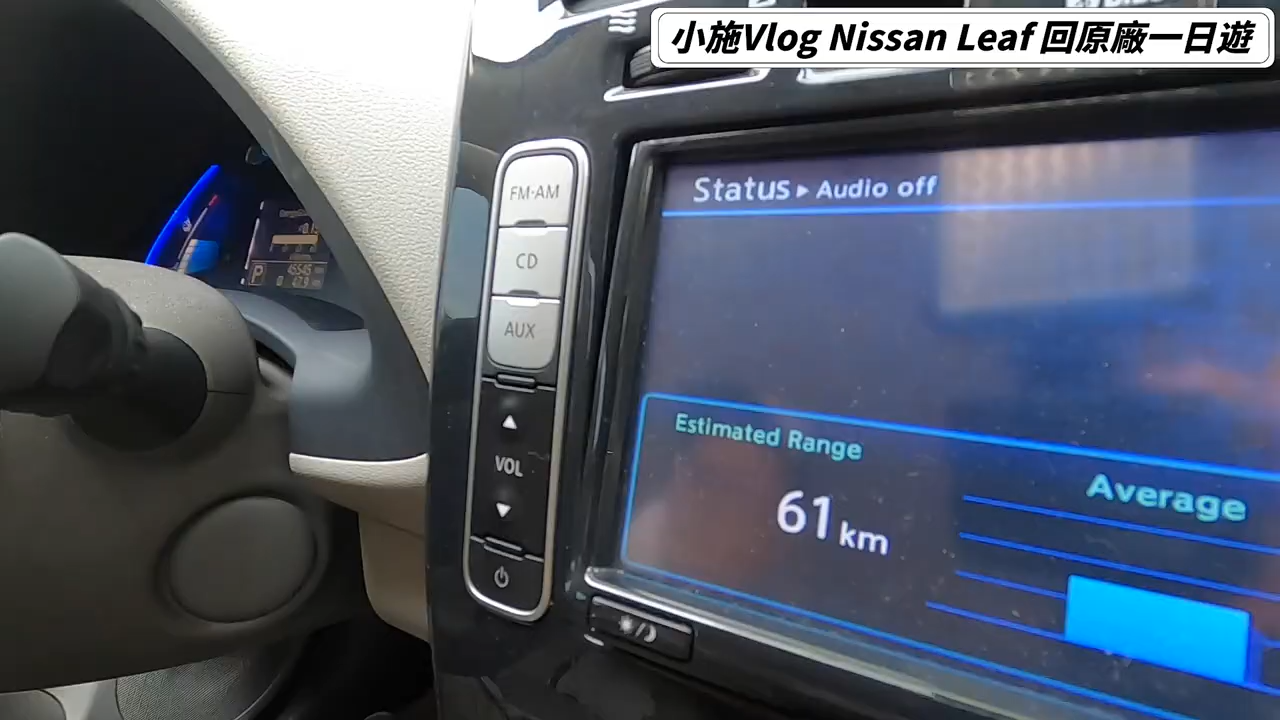 小施Vlog Nissan Leaf 回原廠一日遊
FM·AM
CD
AUX
VOL
Status ▸ Audio off
Estimated Range
61 km
Average
P
45545